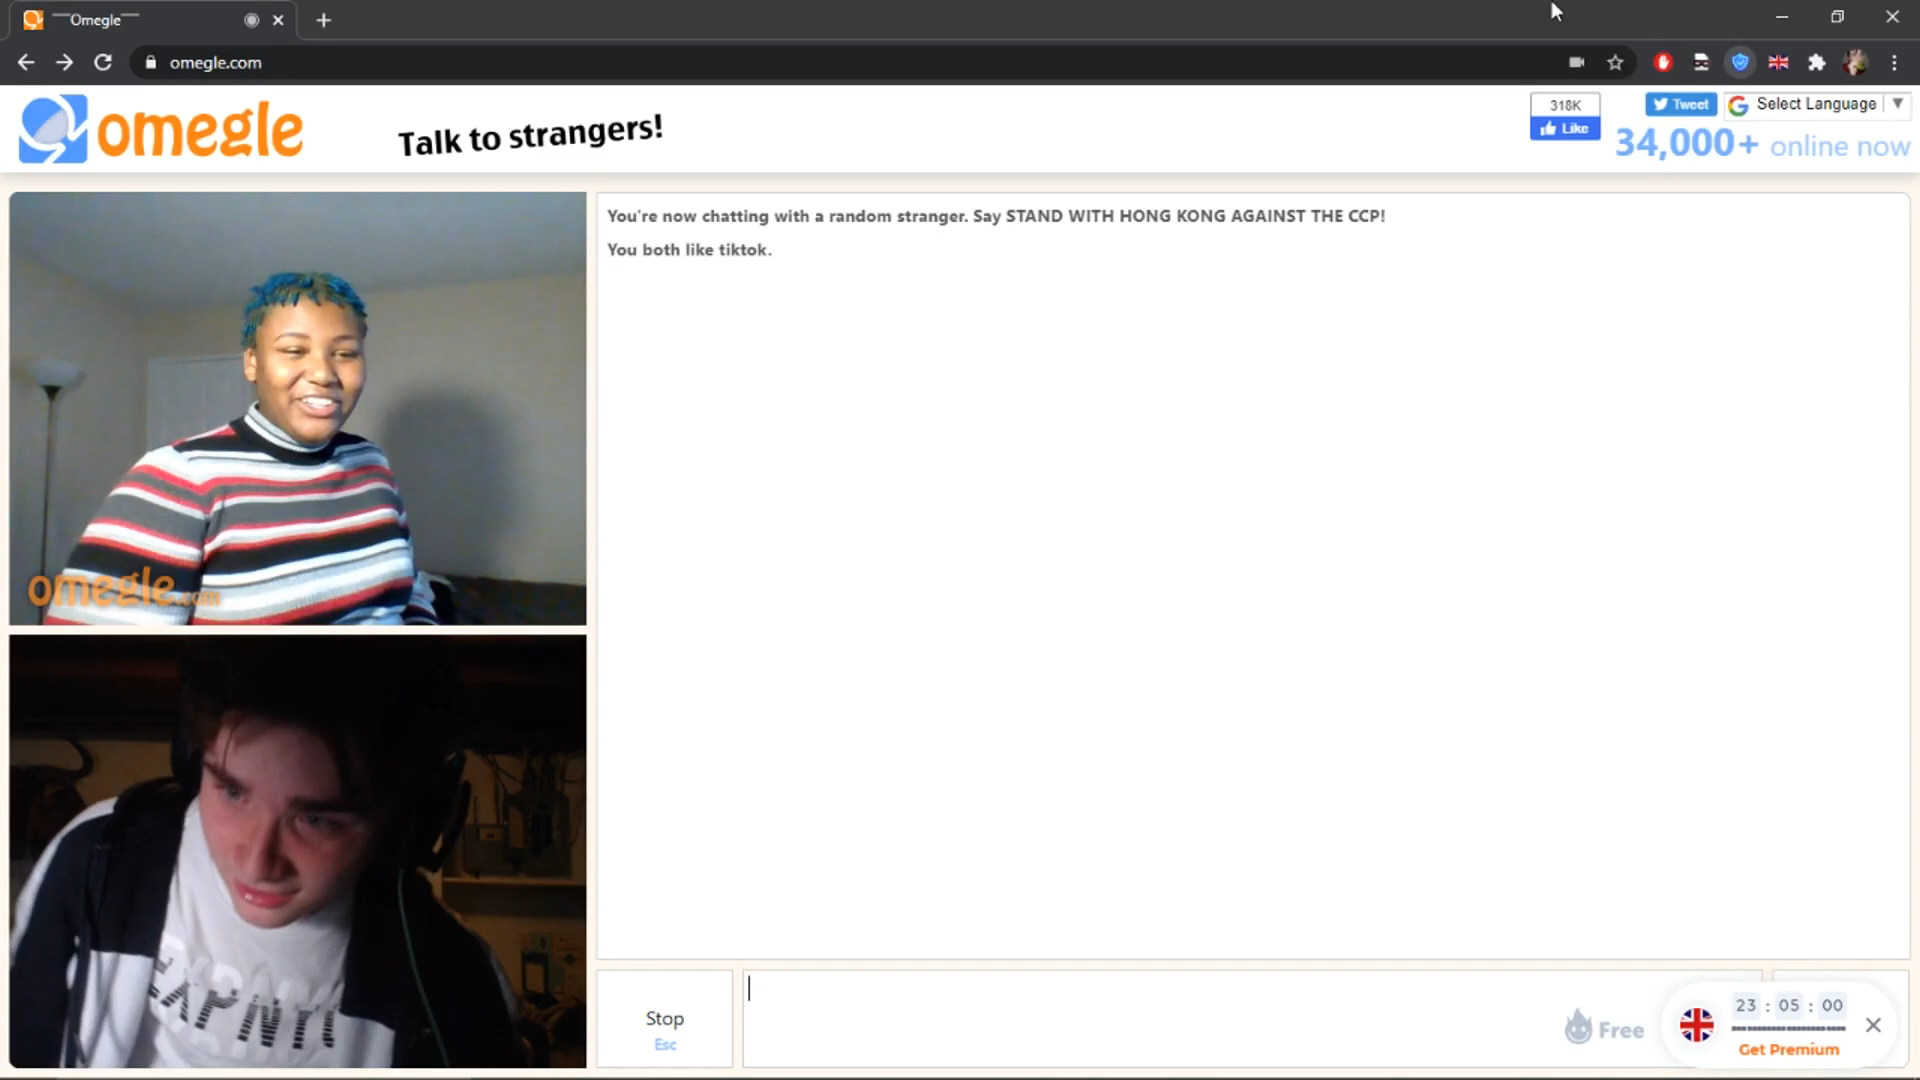 Omegle
omegle.com
omegle
Talk to strangers!
318K
Like
Tweet
Select Language
34,000+ online now
You're now chatting with a random stranger. Say STAND WITH HONG KONG AGAINST THE CCP!
You both like tiktok.
omegle.com
Stop
Esc
Free
23 : 05 : 00
Get Premium